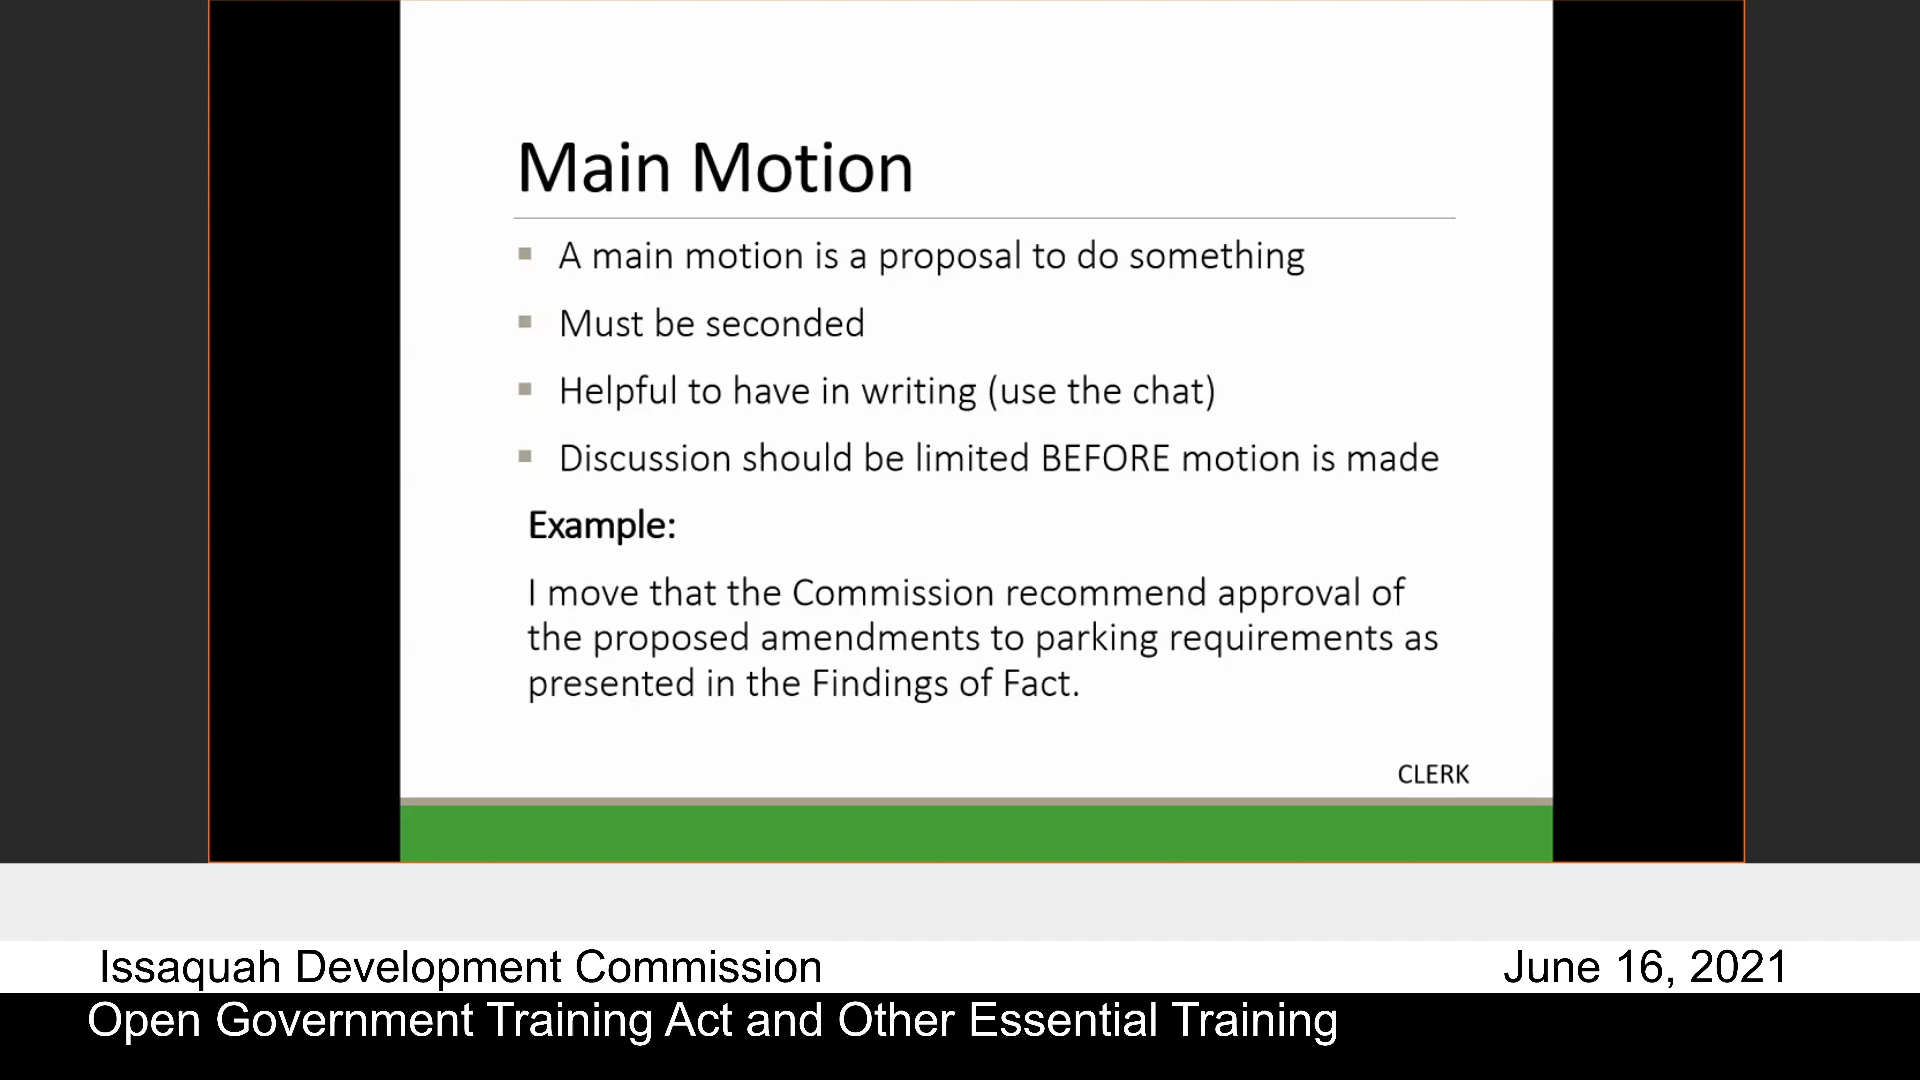 Main Motion
A main motion is a proposal to do something
Must be seconded
Helpful to have in writing (use the chat)
Discussion should be limited BEFORE motion is made
Example:
I move that the Commission recommend approval of
the proposed amendments to parking requirements as
presented in the Findings of Fact.
CLERK
Issaquah Development Commission
June 16, 2021
Open Government Training Act and Other Essential Training